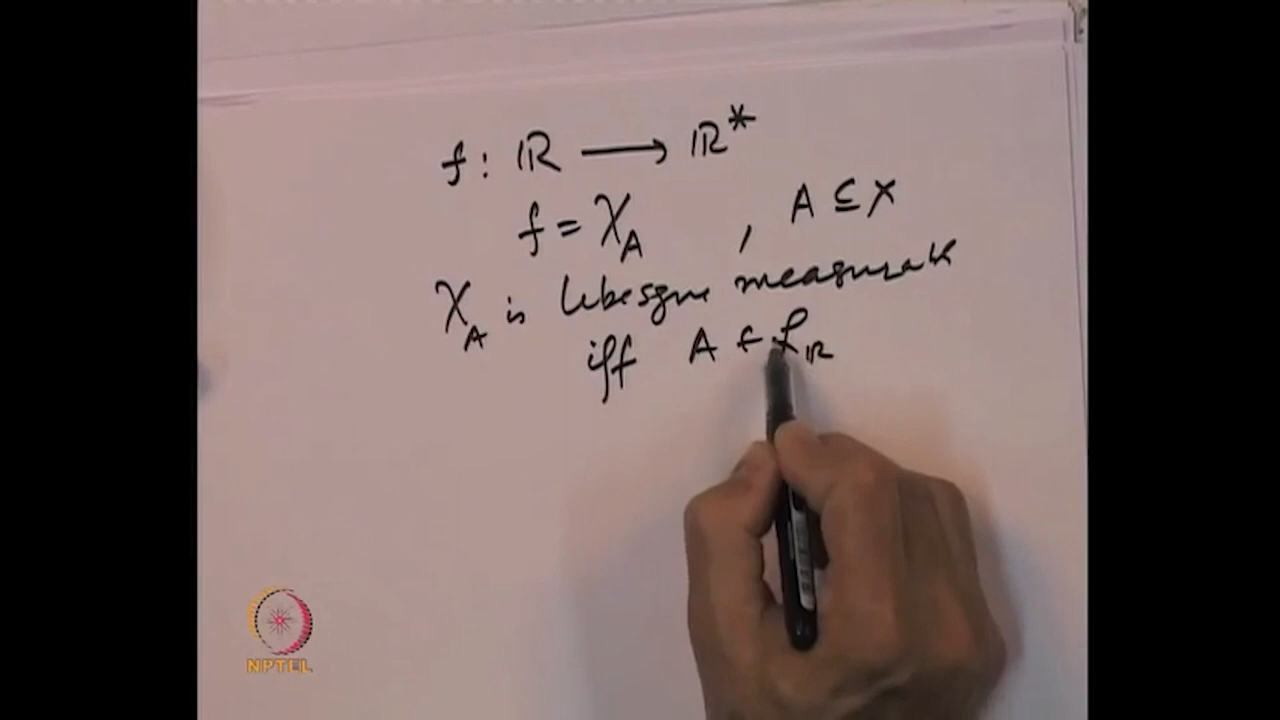 f : ℝ ⟶ ℝ*
f = χ_A , A ⊆ X
χ_A is lebesgue measurable
iff A ∈ 𝓛_ℝ
NPTEL